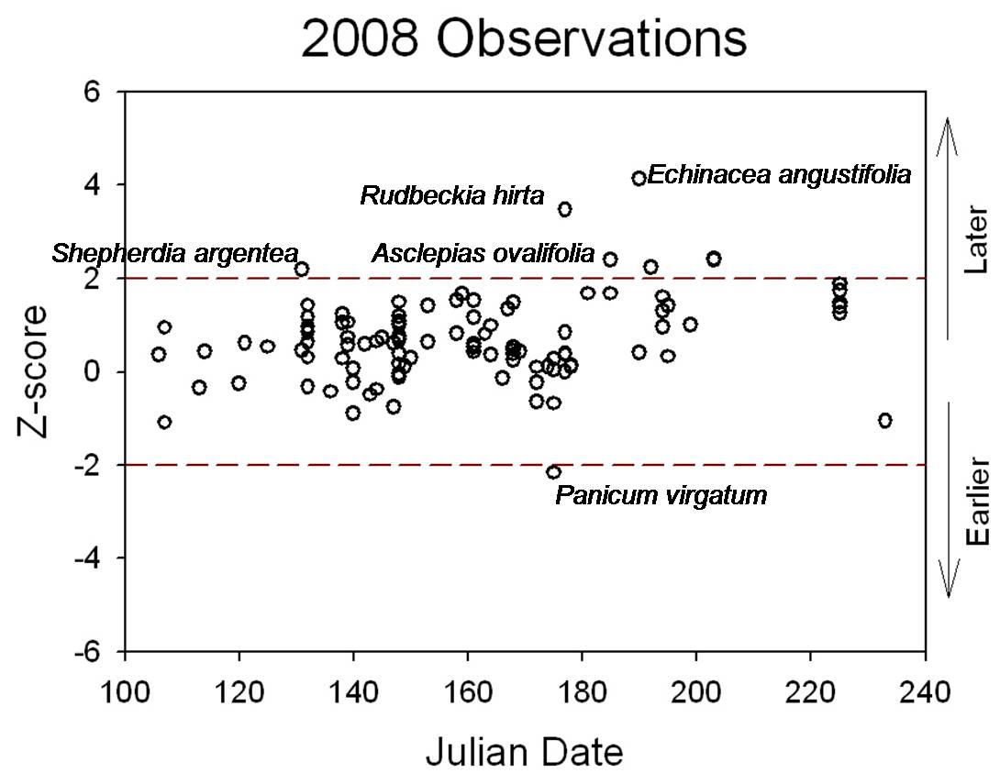 2008 Observations
6
4
2
0
-2
-4
-6
Z-score
Echinacea angustifolia
Rudbeckia hirta
Shepherdia argentea
Asclepias ovalifolia
Panicum virgatum
Later
Earlier
100 120 140 160 180 200 220 240
Julian Date